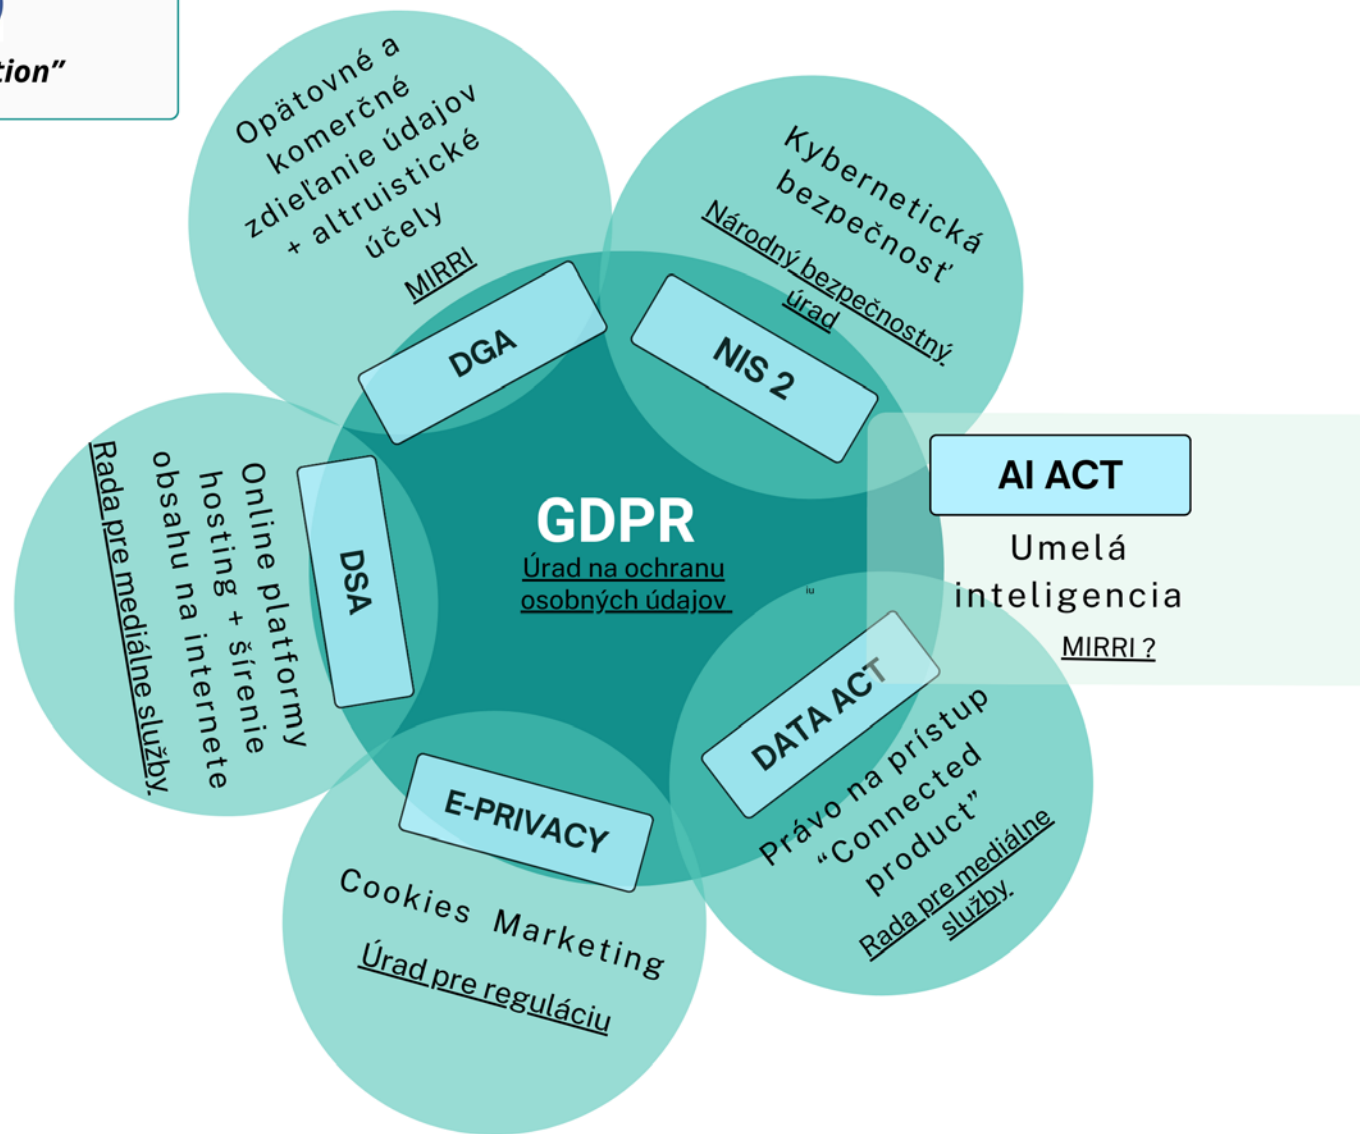 tion”
Opätovné a
komerčné
zdieľanie údajov
+ altruistické
účely
MIRRI
DGA
Kybernetická
bezpečnosť
Národný bezpečnostný
úrad
NIS 2
AI ACT
Umelá
inteligencia
MIRRI ?
GDPR
Úrad na ochranu
osobných údajov
iu
DSA
Online platformy
hosting + šírenie
obsahu na internete
Rada pre mediálne služby.
DATA ACT
Právo na prístup
“Connected
product”
Rada pre mediálne
služby.
E-PRIVACY
Cookies Marketing
Úrad pre reguláciu